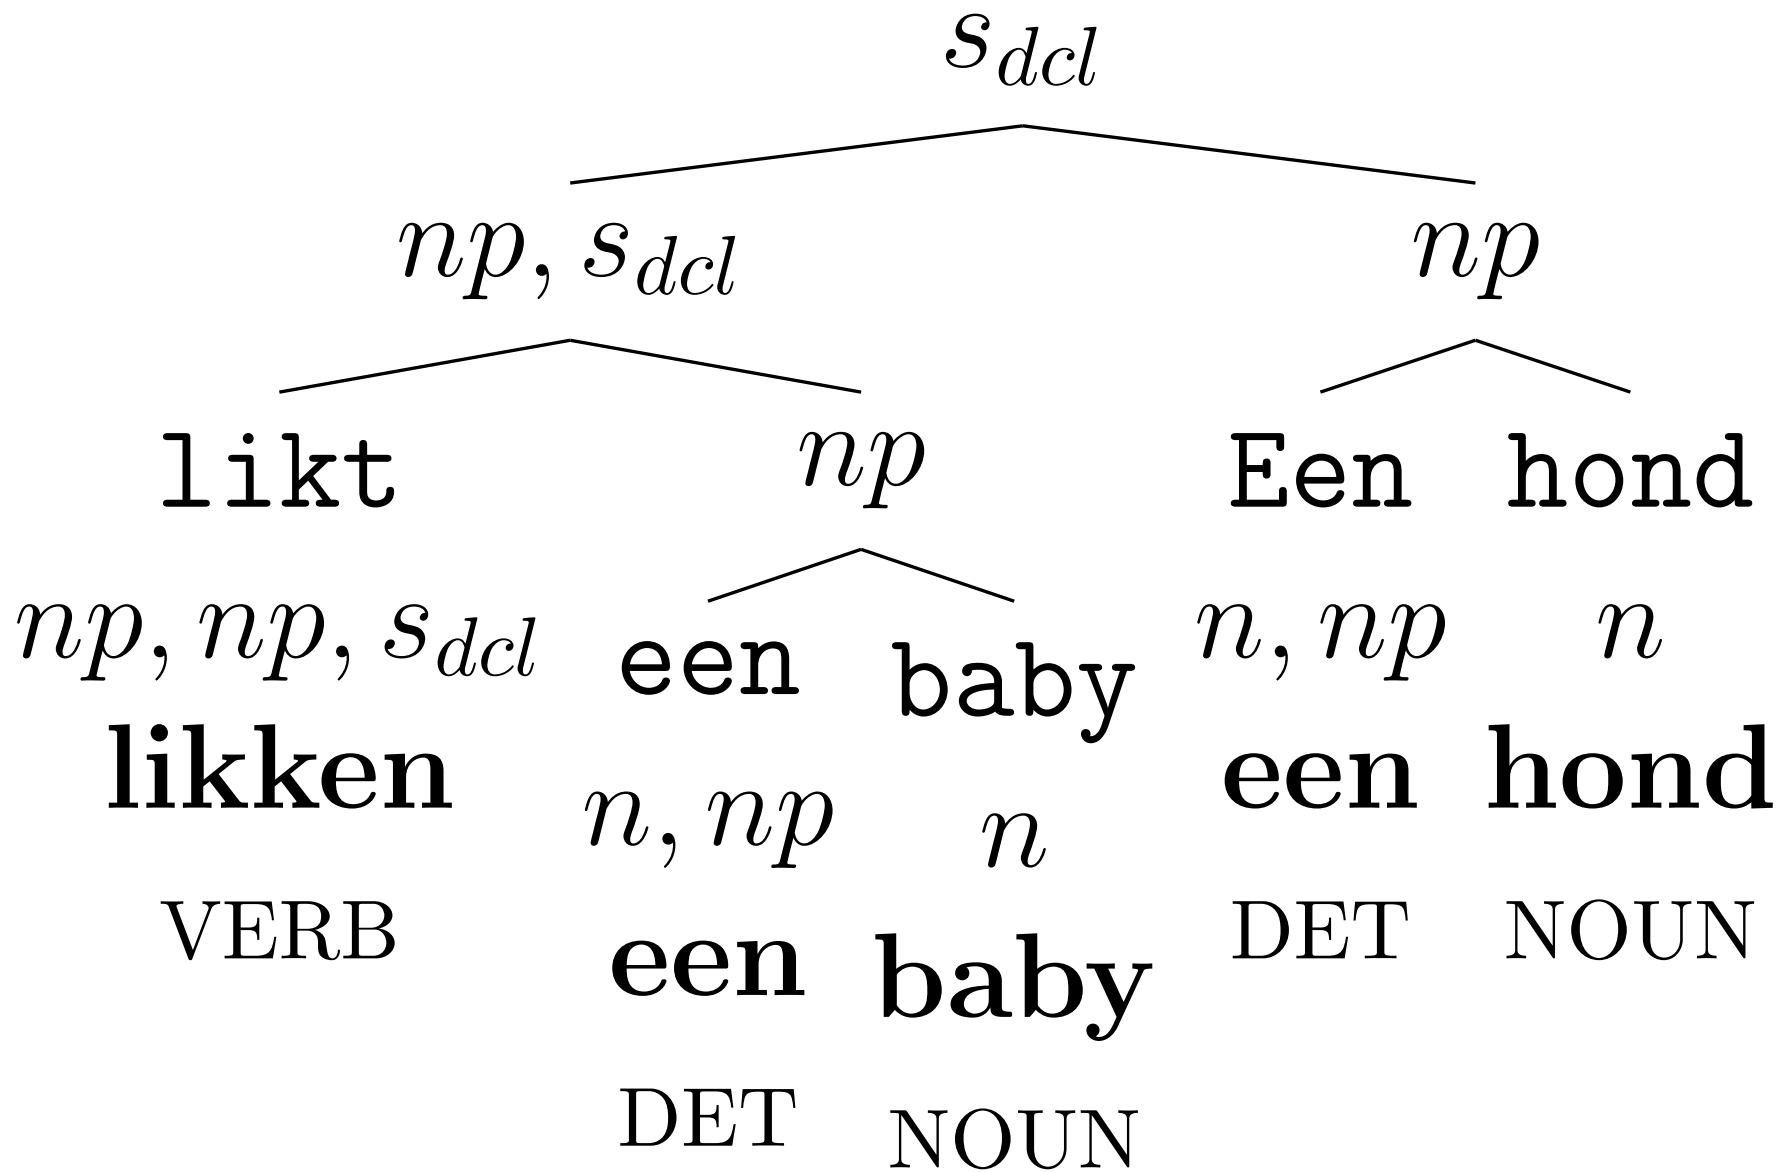 s_dcl
np, s_dcl np
likt np Een hond
np, np, s_dcl een baby n, np n
likken n, np n een hond
VERB een baby DET NOUN
DET NOUN